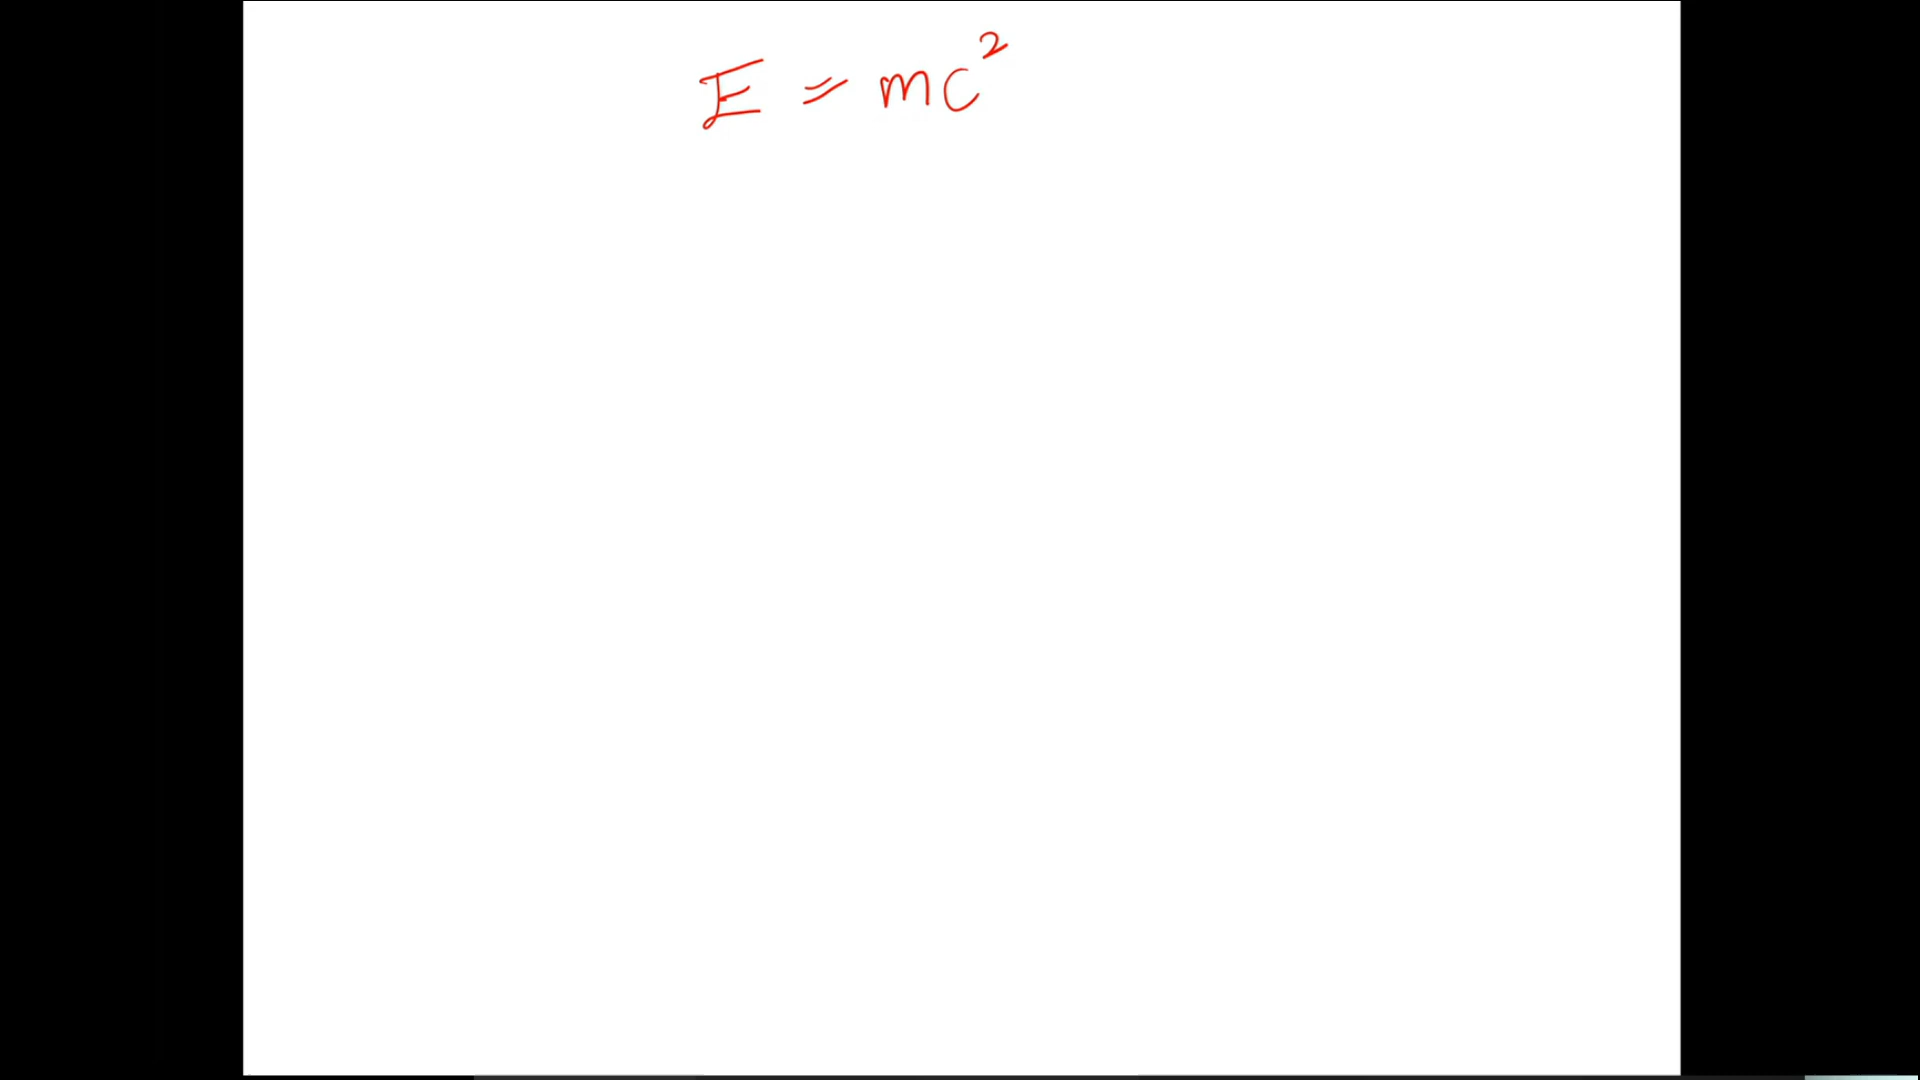 E = mc²